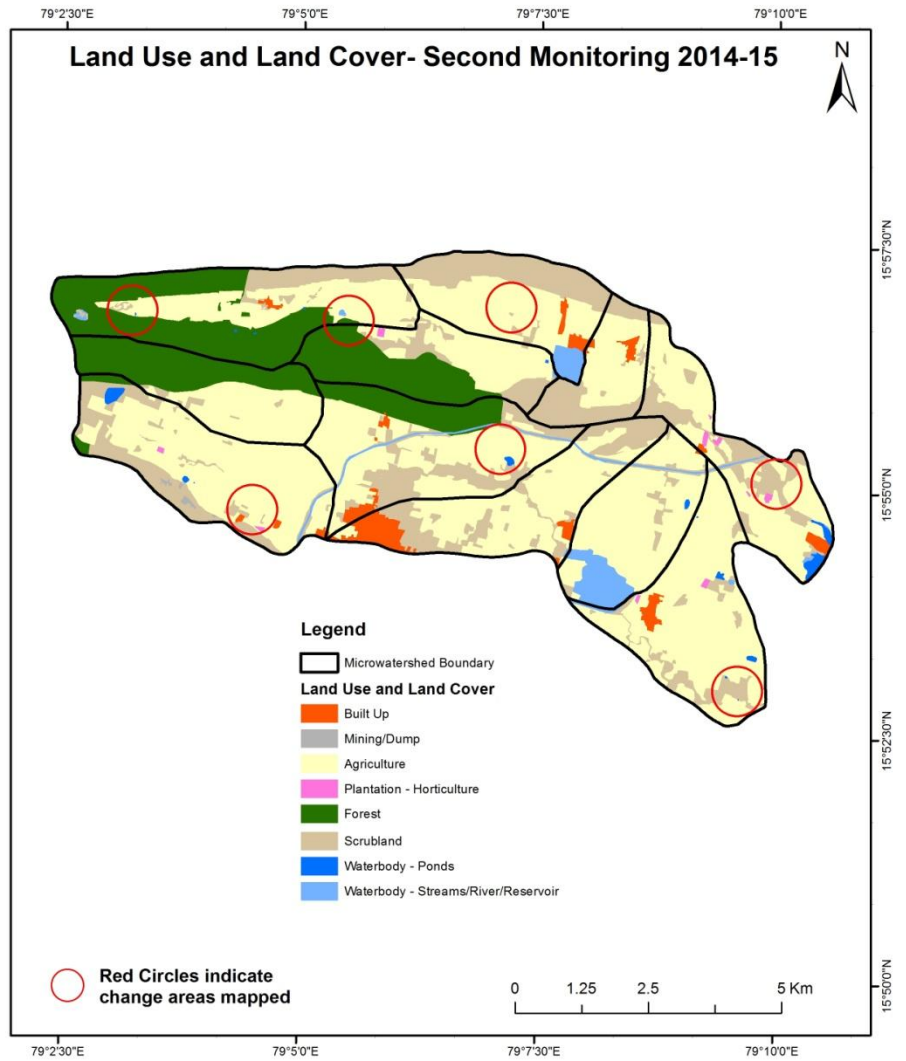 79°2'30"E 79°5'0"E 79°7'30"E 79°10'0"E
Land Use and Land Cover- Second Monitoring 2014-15
N
15°57'30"N
15°55'0"N
15°52'30"N
15°50'0"N
Legend
Microwatershed Boundary
Land Use and Land Cover
Built Up
Mining/Dump
Agriculture
Plantation - Horticulture
Forest
Scrubland
Waterbody - Ponds
Waterbody - Streams/River/Reservoir
Red Circles indicate
change areas mapped
0 1.25 2.5 5 Km
79°2'30"E 79°5'0"E 79°7'30"E 79°10'0"E